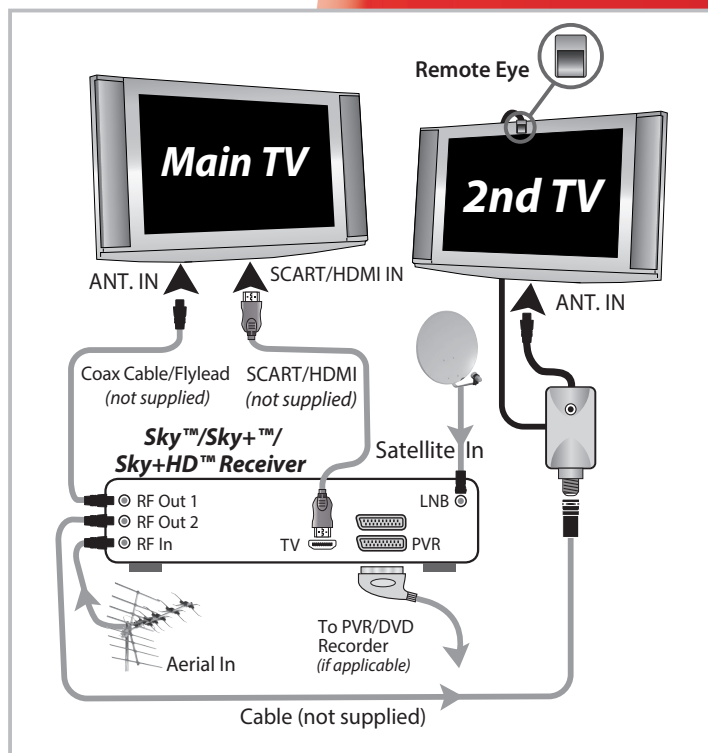 Remote Eye
Main TV
2nd TV
ANT. IN
SCART/HDMI IN
ANT. IN
Coax Cable/Flylead
(not supplied)
SCART/HDMI
(not supplied)
Sky™/Sky+™/
Sky+HD™ Receiver
Satellite In
RF Out 1
RF Out 2
RF In
TV
LNB
PVR
Aerial In
To PVR/DVD
Recorder
(if applicable)
Cable (not supplied)